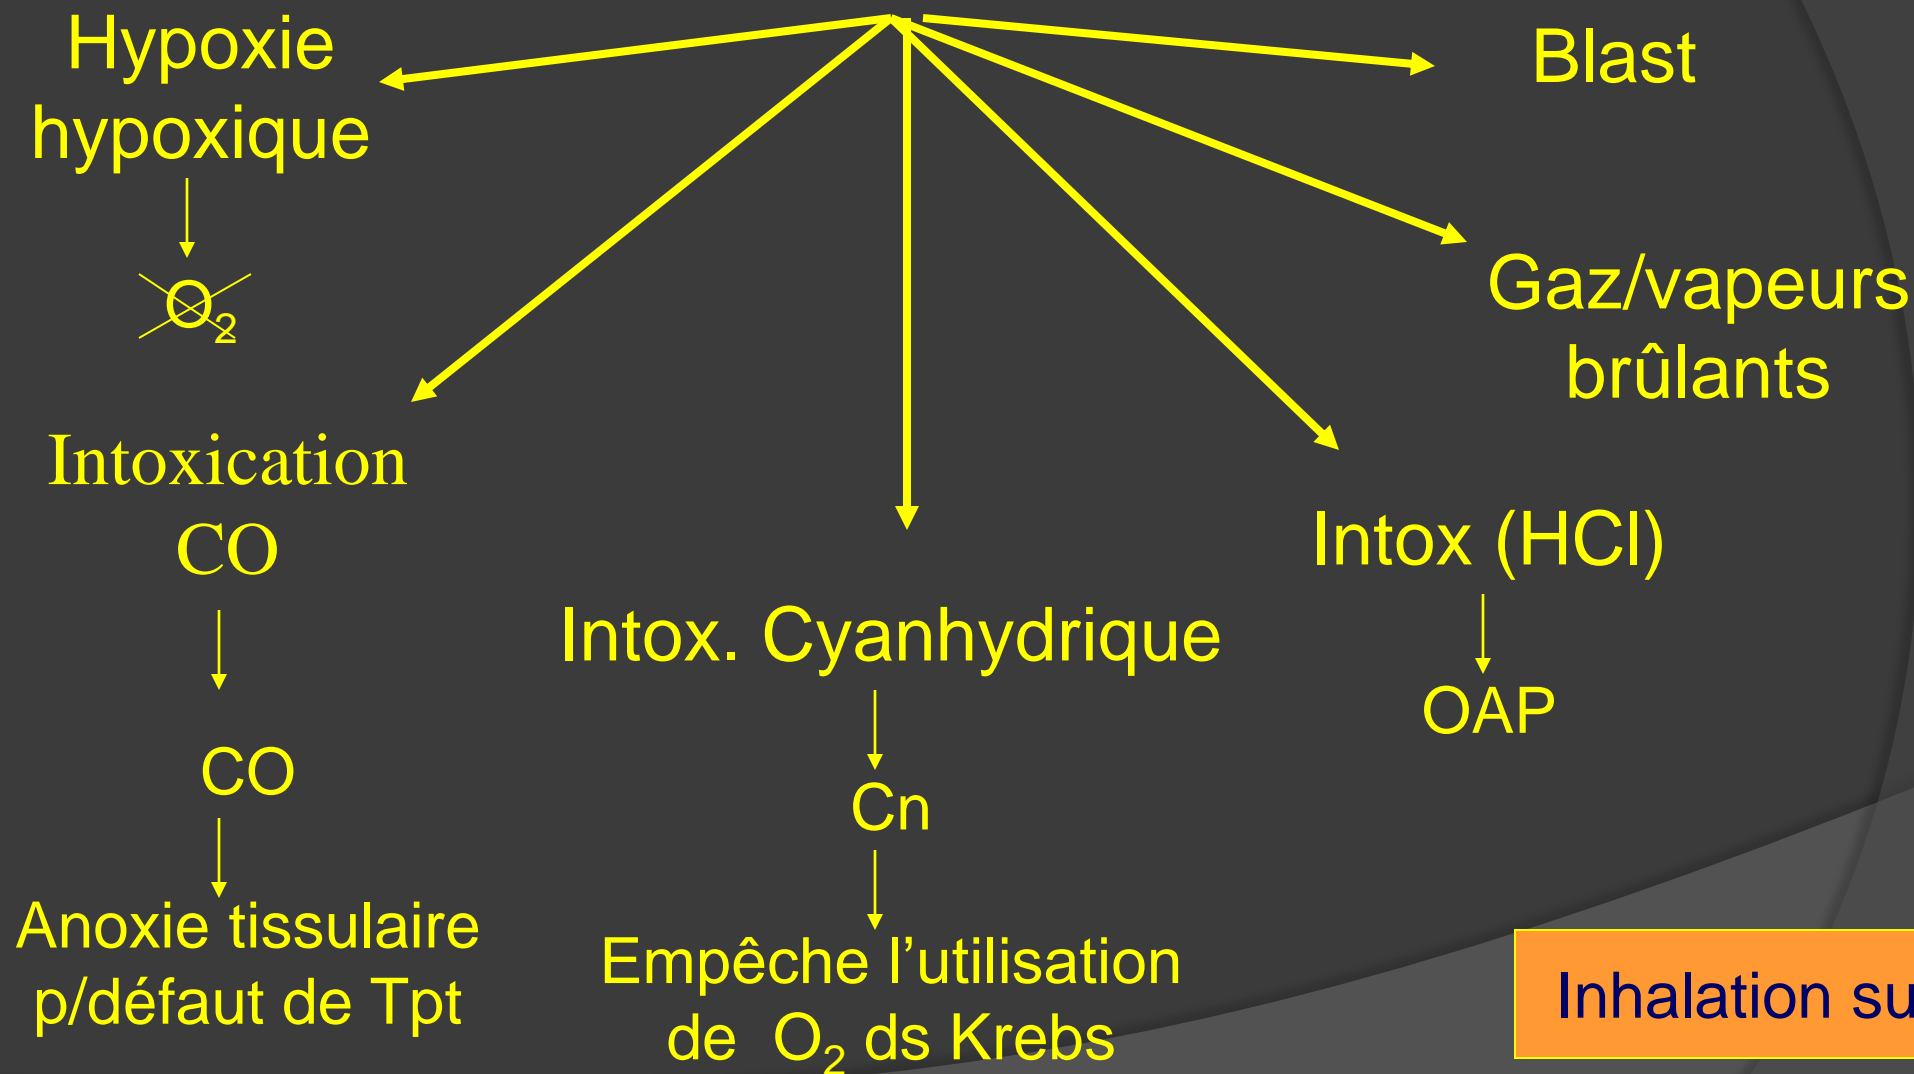 Hypoxie
hypoxique
O₂
Intoxication
CO
CO
Anoxie tissulaire
p/défaut de Tpt
Intox. Cyanhydrique
Cn
Empêche l’utilisation
de O₂ ds Krebs
Intox (HCl)
OAP
Gaz/vapeurs
brûlants
Blast
Inhalation